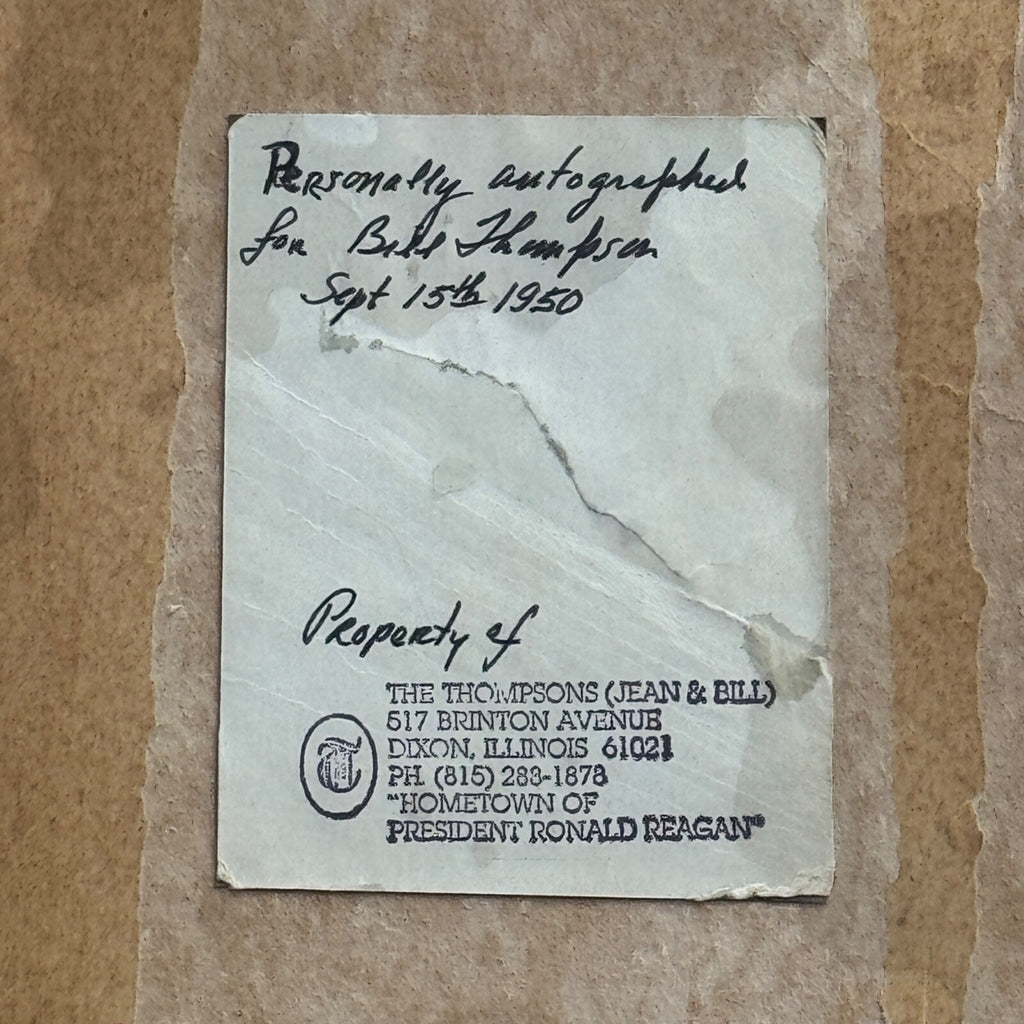 Personally autographed
for Bill Thompson
Sept 15th 1950
Property of
THE THOMPSONS (JEAN & BILL)
517 BRINTON AVENUE
DIXON, ILLINOIS 61021
PH. (815) 288-1878
"HOMETOWN OF
PRESIDENT RONALD REAGAN"
T